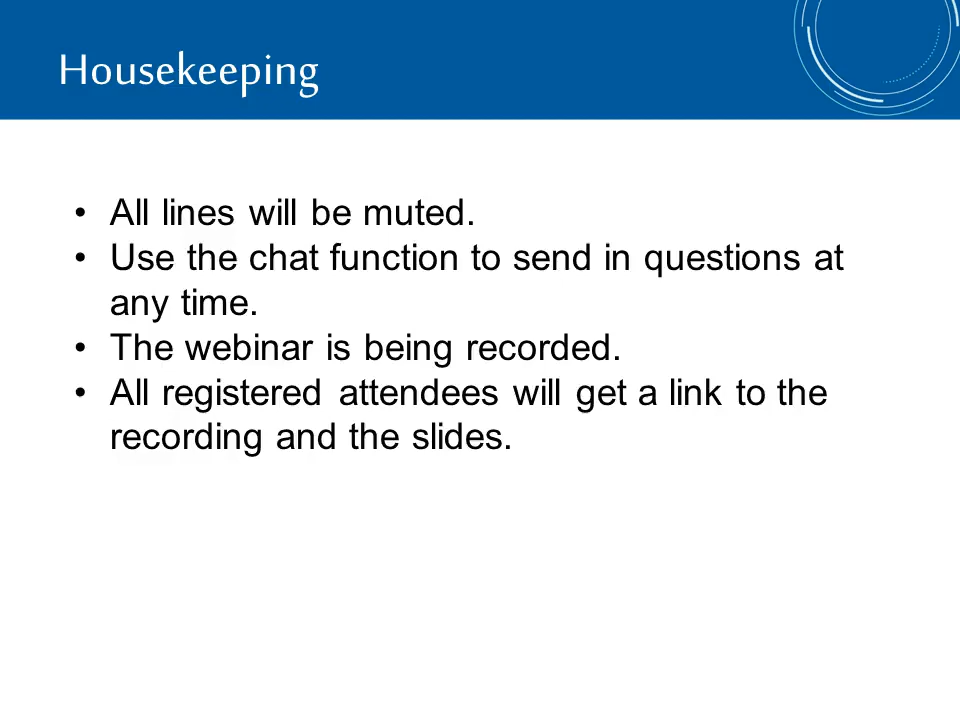 Housekeeping
• All lines will be muted.
• Use the chat function to send in questions at
any time.
• The webinar is being recorded.
• All registered attendees will get a link to the
recording and the slides.